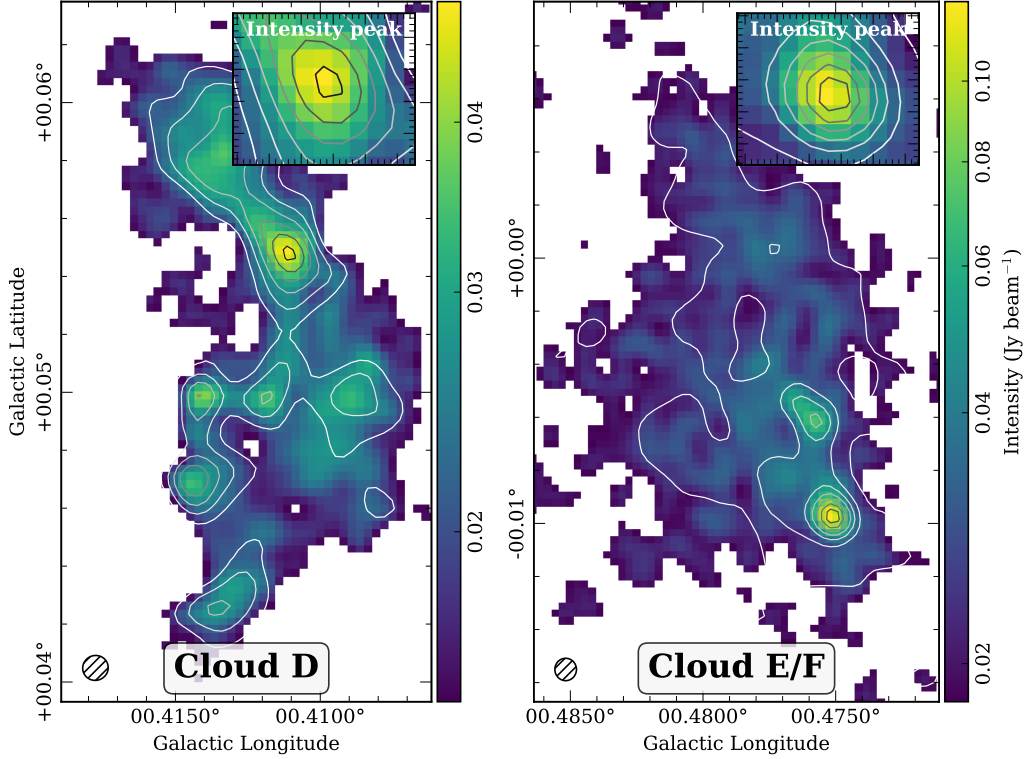 Intensity peak
Intensity peak
Galactic Latitude
+00.06°
+00.05°
+00.04°
00.4150°
00.4100°
Galactic Longitude
Cloud D
0.04
0.03
0.02
+00.00°
-00.01°
00.4850°
00.4800°
00.4750°
Galactic Longitude
Cloud E/F
0.10
0.08
0.06
0.04
0.02
Intensity (Jy beam⁻¹)